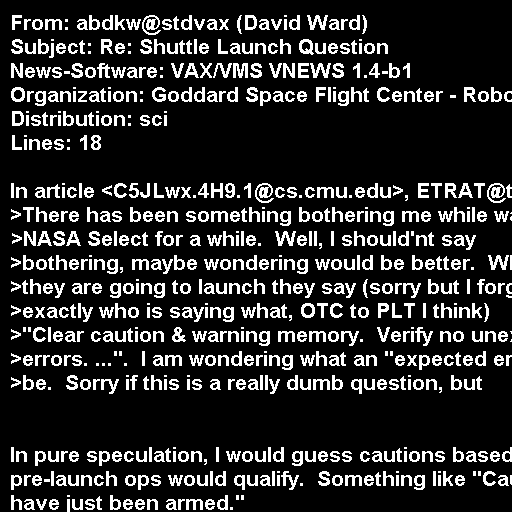 From: abdkw@stdvax (David Ward)
Subject: Re: Shuttle Launch Question
News-Software: VAX/VMS VNEWS 1.4-b1
Organization: Goddard Space Flight Center - Robo
Distribution: sci
Lines: 18
In article <C5JLwx.4H9.1@cs.cmu.edu>, ETRAT@t
>There has been something bothering me while wa
>NASA Select for a while.  Well, I should'nt say
>bothering, maybe wondering would be better.  Wh
>they are going to launch they say (sorry but I forg
>exactly who is saying what, OTC to PLT I think)
>"Clear caution & warning memory.  Verify no unex
>errors. ...".  I am wondering what an "expected er
>be.  Sorry if this is a really dumb question, but
In pure speculation, I would guess cautions based
pre-launch ops would qualify.  Something like "Cau
have just been armed."